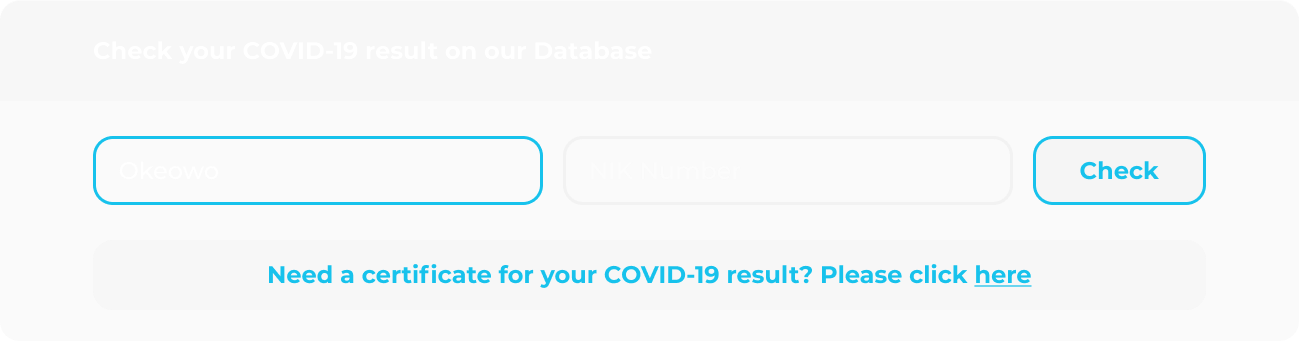 Check your COVID-19 result on our Database
Okeowo
NIN Number
Check
Need a certificate for your COVID-19 result? Please click here